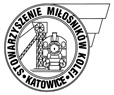 STOWARZYSZENIE MIŁOŚNIKÓW KOLEI
• KATOWICE •